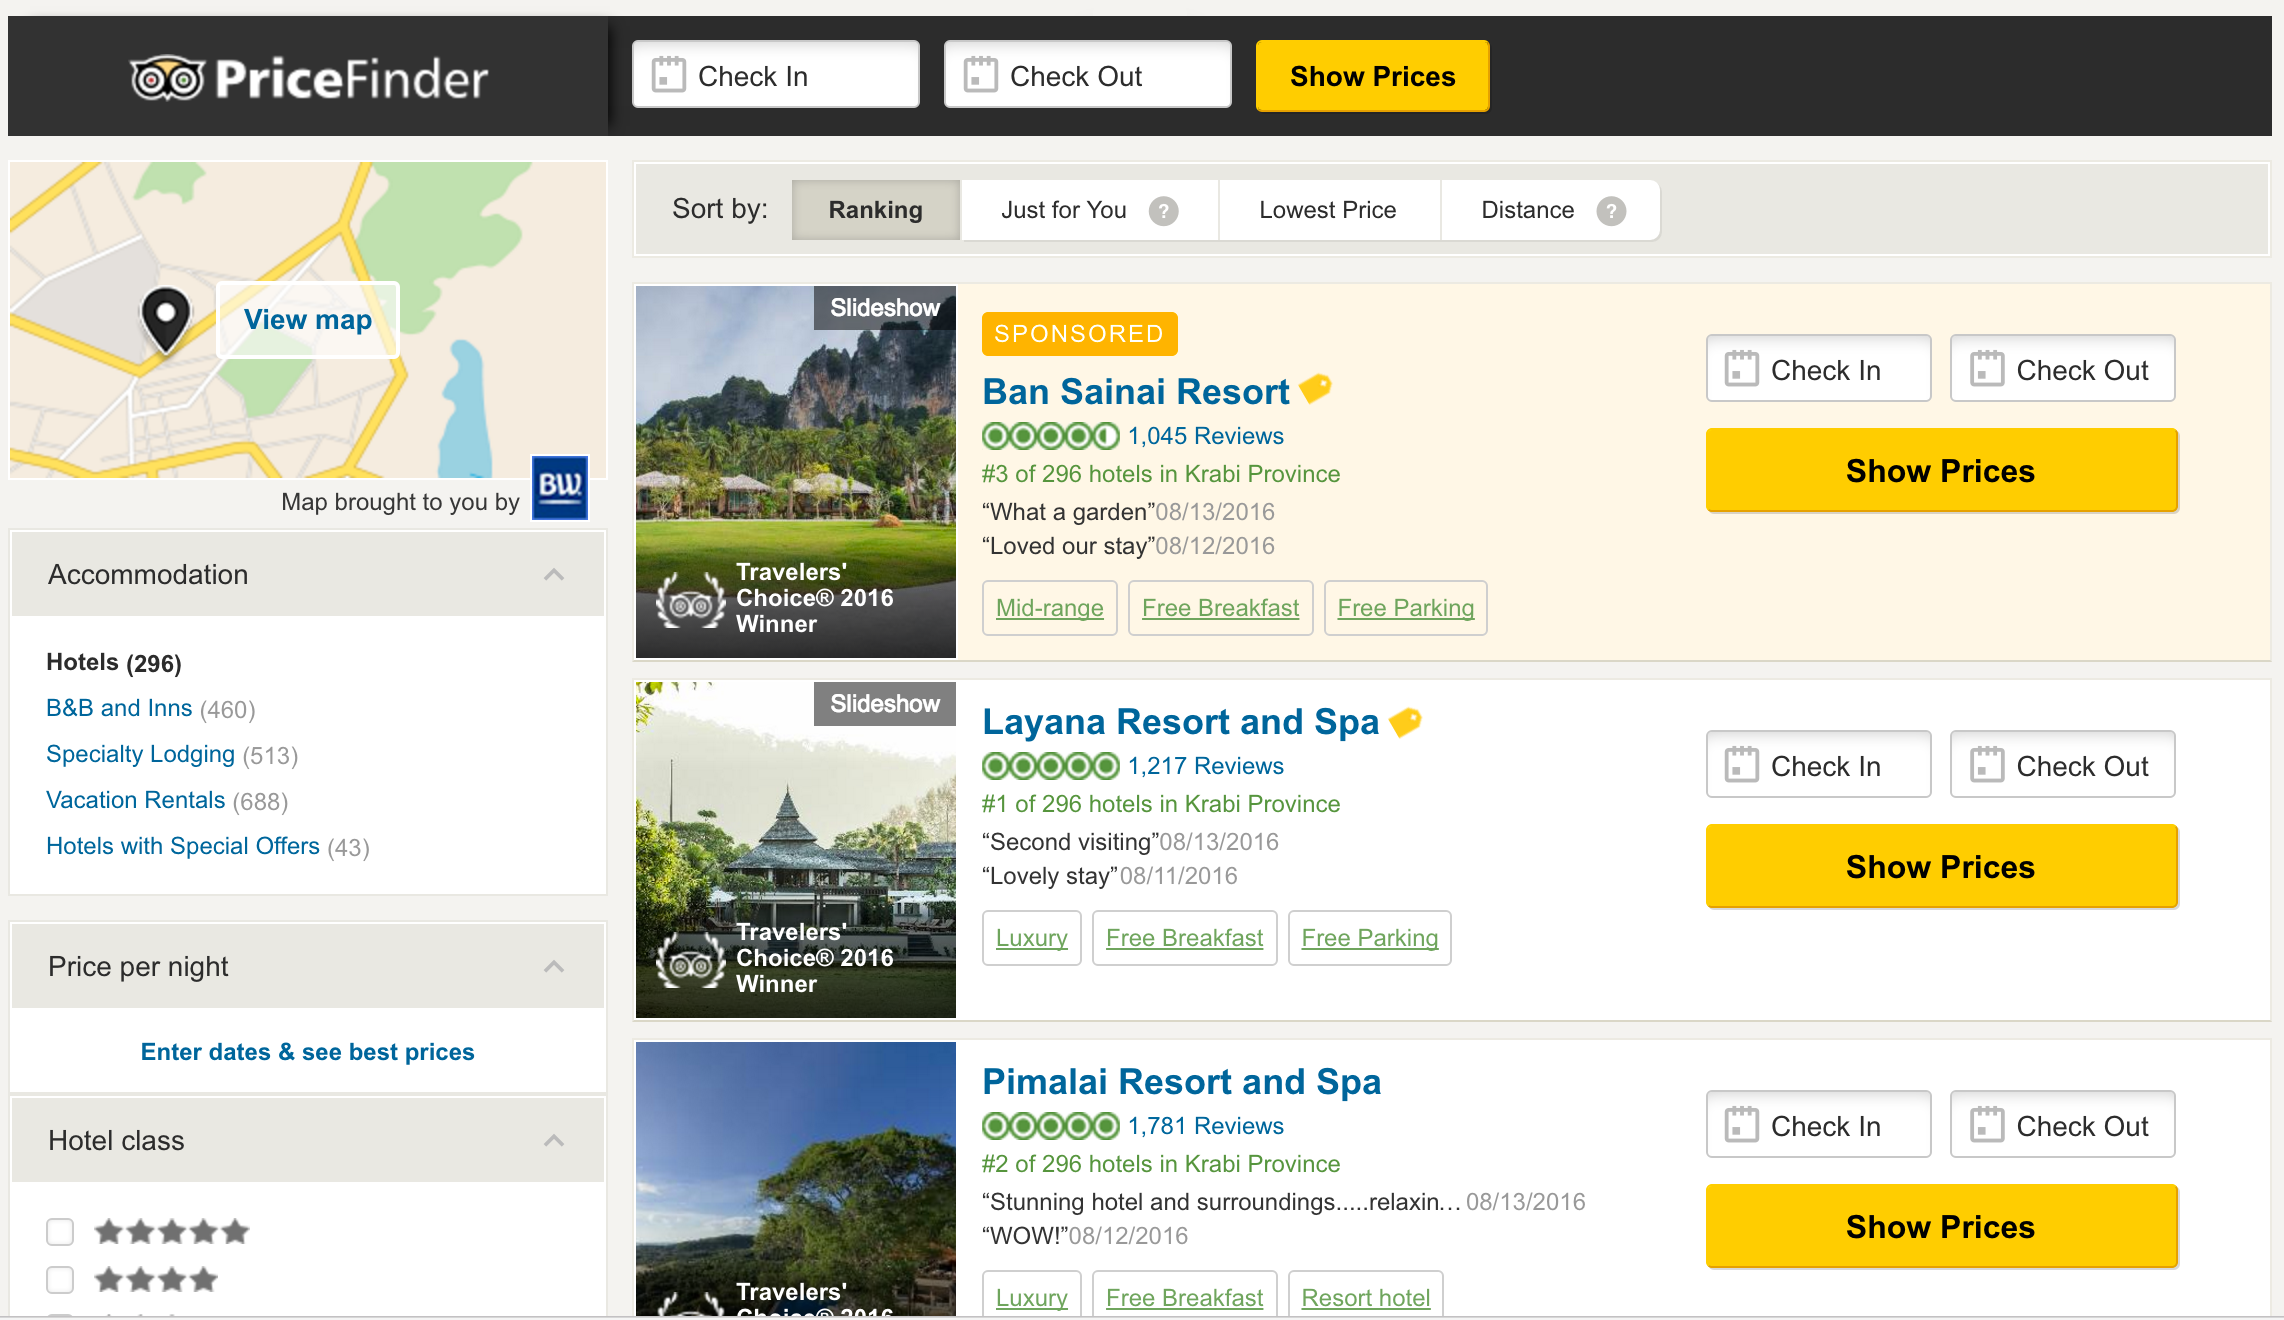 PriceFinder
Check In
Check Out
Show Prices
View map
Map brought to you by
BW
Accommodation
Hotels (296)
B&B and Inns (460)
Specialty Lodging (513)
Vacation Rentals (688)
Hotels with Special Offers (43)
Price per night
Enter dates & see best prices
Hotel class
Sort by:
Ranking
Just for You ?
Lowest Price
Distance ?
Slideshow
Travelers'
Choice® 2016
Winner
SPONSORED
Ban Sainai Resort
1,045 Reviews
#3 of 296 hotels in Krabi Province
“What a garden”08/13/2016
“Loved our stay”08/12/2016
Mid-range
Free Breakfast
Free Parking
Check In
Check Out
Show Prices
Slideshow
Travelers'
Choice® 2016
Winner
Layana Resort and Spa
1,217 Reviews
#1 of 296 hotels in Krabi Province
“Second visiting”08/13/2016
“Lovely stay”08/11/2016
Luxury
Free Breakfast
Free Parking
Check In
Check Out
Show Prices
Travelers'
Choice® 2016
Pimalai Resort and Spa
1,781 Reviews
#2 of 296 hotels in Krabi Province
“Stunning hotel and surroundings.....relaxin… 08/13/2016
“WOW!”08/12/2016
Luxury
Free Breakfast
Resort hotel
Check In
Check Out
Show Prices